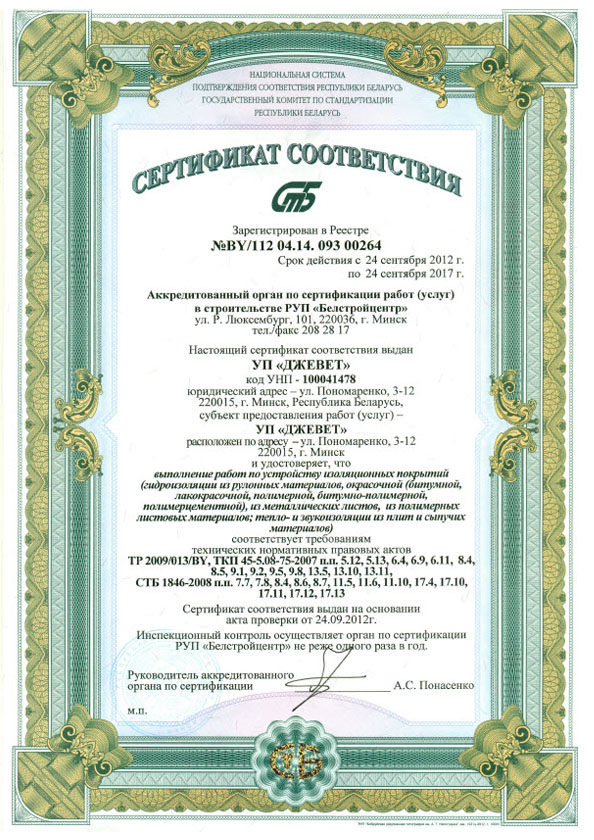 НАЦИОНАЛЬНАЯ СИСТЕМА
ПОДТВЕРЖДЕНИЯ СООТВЕТСТВИЯ РЕСПУБЛИКИ БЕЛАРУСЬ
ГОСУДАРСТВЕННЫЙ КОМИТЕТ ПО СТАНДАРТИЗАЦИИ
РЕСПУБЛИКИ БЕЛАРУСЬ
СЕРТИФИКАТ СООТВЕТСТВИЯ
СТБ
Зарегистрирован в Реестре
№BY/112 04.14. 093 00264
Срок действия с 24 сентября 2012 г.
по 24 сентября 2017 г.
Аккредитованный орган по сертификации работ (услуг)
в строительстве РУП «Белстройцентр»
ул. Р. Люксембург, 101, 220036, г. Минск
тел./факс 208 28 17
Настоящий сертификат соответствия выдан
УП «ДЖЕВЕТ»
код УНП - 100041478
юридический адрес – ул. Пономаренко, 3-12
220015, г. Минск, Республика Беларусь,
субъект предоставления работ (услуг) –
УП «ДЖЕВЕТ»
расположен по адресу – ул. Пономаренко, 3-12
220015, г. Минск
и удостоверяет, что
выполнение работ по устройству изоляционных покрытий
(гидроизоляции из рулонных материалов, окрасочной (битумной,
лакокрасочной, полимерной, битумно-полимерной,
полимерцементной), из металлических листов, из полимерных
листовых материалов; тепло- и звукоизоляции из плит и сыпучих
материалов)
соответствует требованиям
технических нормативных правовых актов
ТР 2009/013/BY, ТКП 45-5.08-75-2007 п.п. 5.12, 5.13, 6.4, 6.9, 6.11, 8.4,
8.5, 9.1, 9.2, 9.5, 9.8, 13.5, 13.10, 13.11,
СТБ 1846-2008 п.п. 7.7, 7.8, 8.4, 8.6, 8.7, 11.5, 11.6, 11.10, 17.4, 17.10,
17.11, 17.12, 17.13
Сертификат соответствия выдан на основании
акта проверки от 24.09.2012г.
Инспекционный контроль осуществляет орган по сертификации
РУП «Белстройцентр» не реже одного раза в год.
Руководитель аккредитованного
органа по сертификации А.С. Понасенко
м.п.
СБ